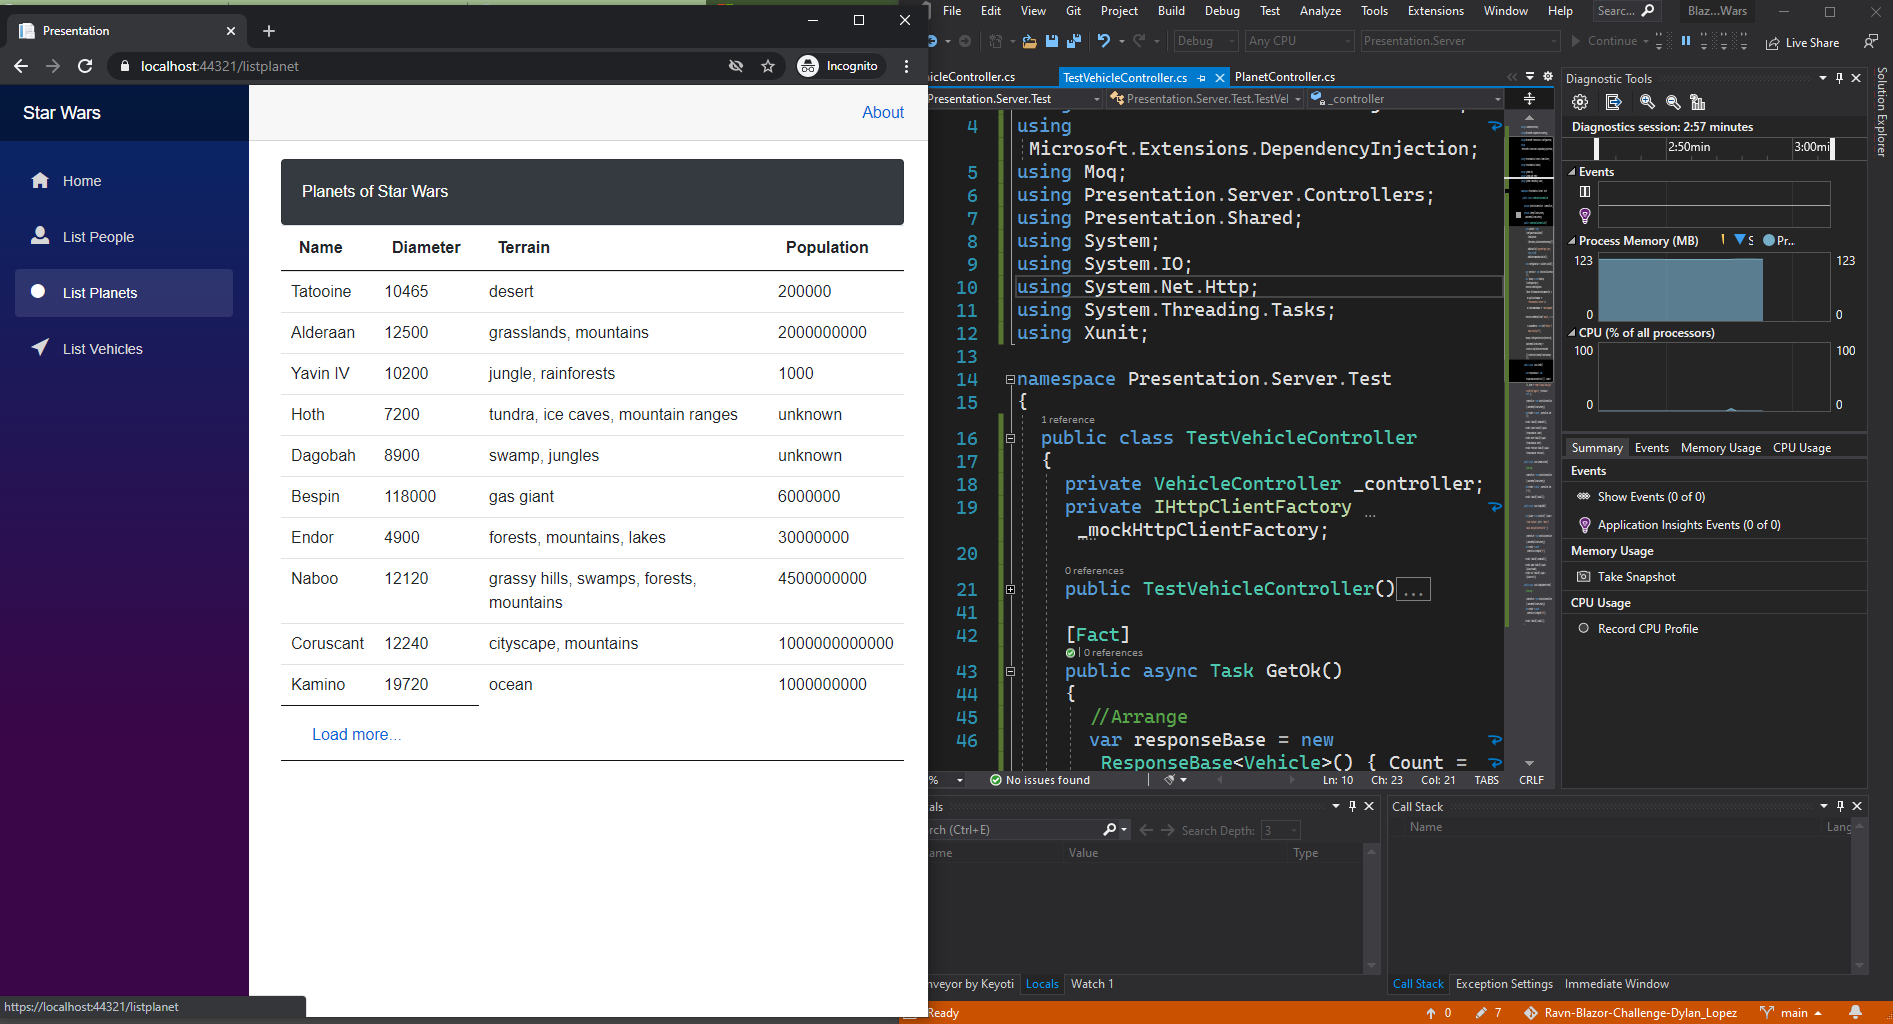 Presentation
localhost:44321/listplanet
Incognito
Star Wars
About
Home
List People
List Planets
List Vehicles
Planets of Star Wars
Name Diameter Terrain Population
Tatooine 10465 desert 200000
Alderaan 12500 grasslands, mountains 2000000000
Yavin IV 10200 jungle, rainforests 1000
Hoth 7200 tundra, ice caves, mountain ranges unknown
Dagobah 8900 swamp, jungles unknown
Bespin 118000 gas giant 6000000
Endor 4900 forests, mountains, lakes 30000000
Naboo 12120 grassy hills, swamps, forests, 4500000000
mountains
Coruscant 12240 cityscape, mountains 1000000000000
Kamino 19720 ocean 1000000000
Load more...
https://localhost:44321/listplanet
File Edit View Git Project Build Debug Test Analyze Tools Extensions Window Help Searc... Blaz...Wars
Debug Any CPU Presentation.Server Continue Live Share
hicleController.cs TestVehicleController.cs PlanetController.cs
Presentation.Server.Test Presentation.Server.Test.TestVel _controller
4 using
Microsoft.Extensions.DependencyInjection;
5 using Moq;
6 using Presentation.Server.Controllers;
7 using Presentation.Shared;
8 using System;
9 using System.IO;
10 using System.Net.Http;
11 using System.Threading.Tasks;
12 using Xunit;
13
14 namespace Presentation.Server.Test
15 {
1 reference
16 public class TestVehicleController
17 {
18 private VehicleController _controller;
19 private IHttpClientFactory
_mockHttpClientFactory;
20
0 references
21 public TestVehicleController()...
41
42 [Fact]
0 references
43 public async Task GetOk()
44 {
45 //Arrange
46 var responseBase = new
ResponseBase<Vehicle>() { Count =
% No issues found Ln: 10 Ch: 23 Col: 21 TABS CRLF
Diagnostic Tools
Diagnostics session: 2:57 minutes
2:50min 3:00mi
Events
Process Memory (MB) S Pr...
123 123
0 0
CPU (% of all processors)
100 100
0 0
Summary Events Memory Usage CPU Usage
Events
Show Events (0 of 0)
Application Insights Events (0 of 0)
Memory Usage
Take Snapshot
CPU Usage
Record CPU Profile
Solution Explorer
als
rch (Ctrl+E) Search Depth: 3
ame Value Type
nveyor by Keyoti Locals Watch 1
Call Stack
Name Lang
Call Stack Exception Settings Immediate Window
Ready 0 7 Ravn-Blazor-Challenge-Dylan_Lopez main